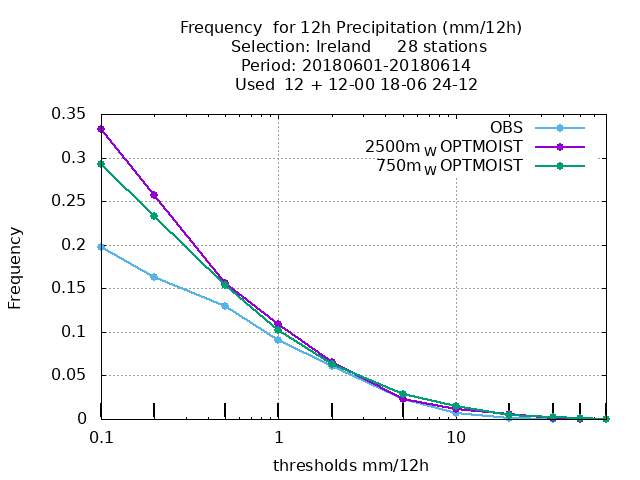 Frequency  for 12h Precipitation (mm/12h)
Selection: Ireland     28 stations
Period: 20180601-20180614
Used  12 + 12-00 18-06 24-12
OBS
2500m W OPTMOIST
750m W OPTMOIST
Frequency
0.35
0.3
0.25
0.2
0.15
0.1
0.05
0
0.1 1 10
thresholds mm/12h